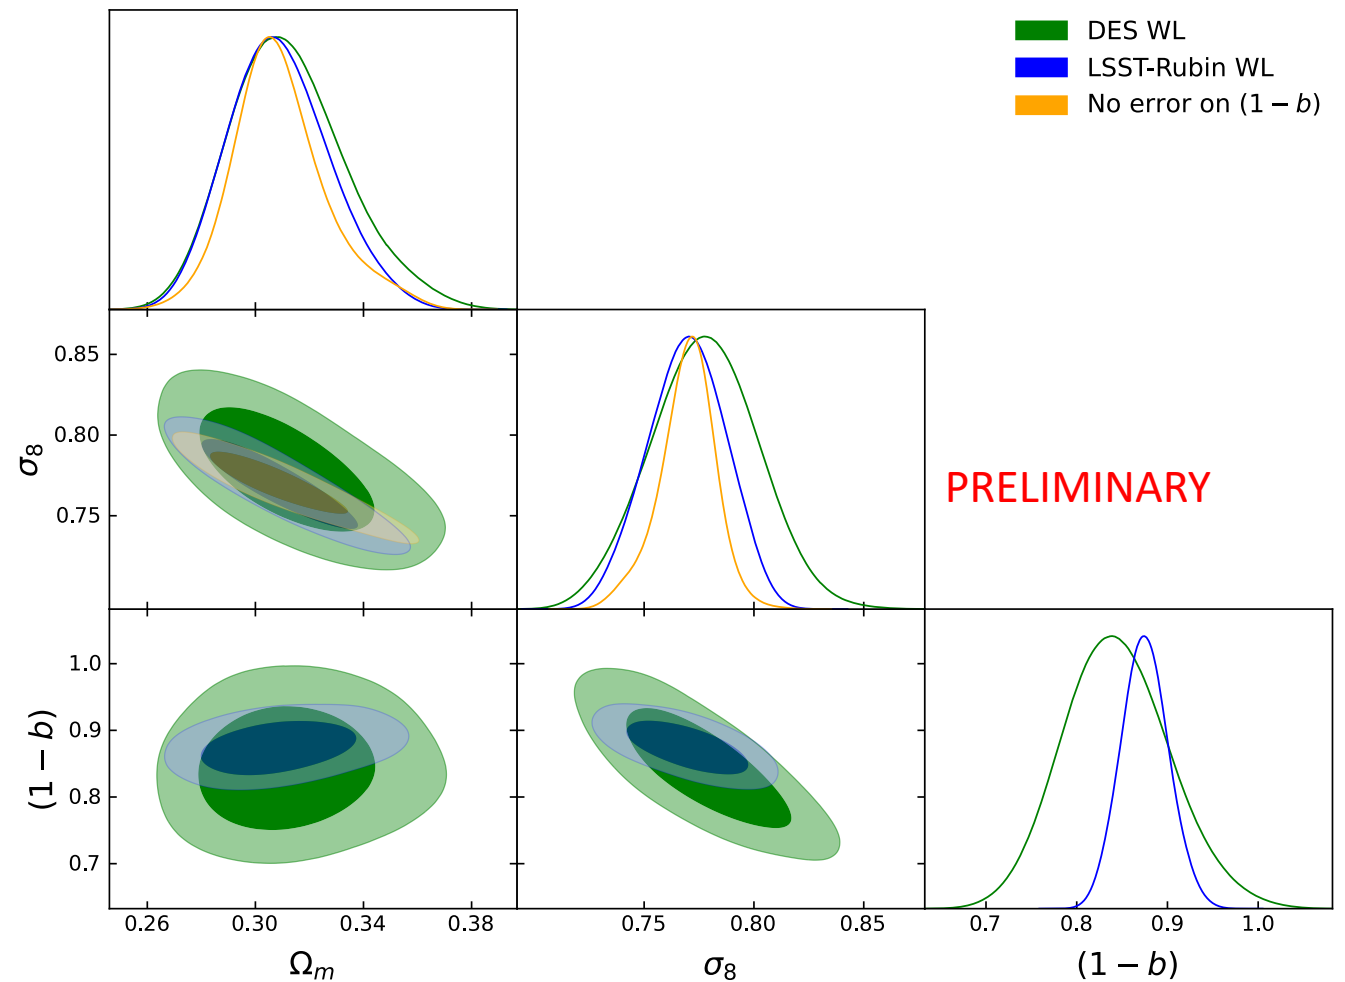 DES WL
LSST-Rubin WL
No error on (1 − b)
0.85
0.80
0.75
σ₈
PRELIMINARY
1.0
0.9
0.8
0.7
(1 − b)
0.26 0.30 0.34 0.38
0.75 0.80 0.85
0.7 0.8 0.9 1.0
Ωₘ
σ₈
(1 − b)